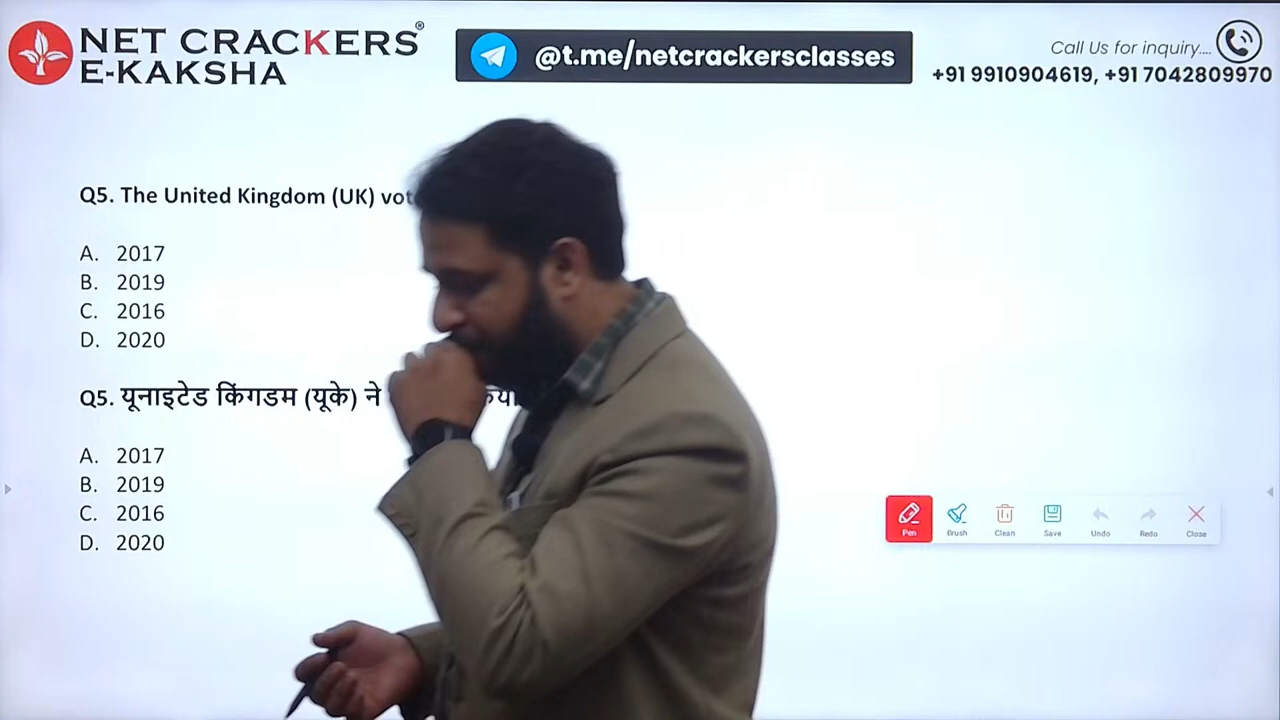 NET CRACKERS®
E-KAKSHA
@t.me/netcrackersclasses
Call Us for inquiry....
+91 9910904619, +91 7042809970
Q5. The United Kingdom (UK)
A. 2017
B. 2019
C. 2016
D. 2020
Q5. यूनाइटेड किंगडम (यूके) ने
A. 2017
B. 2019
C. 2016
D. 2020
Pen
Brush
Clean
Save
Undo
Redo
Close